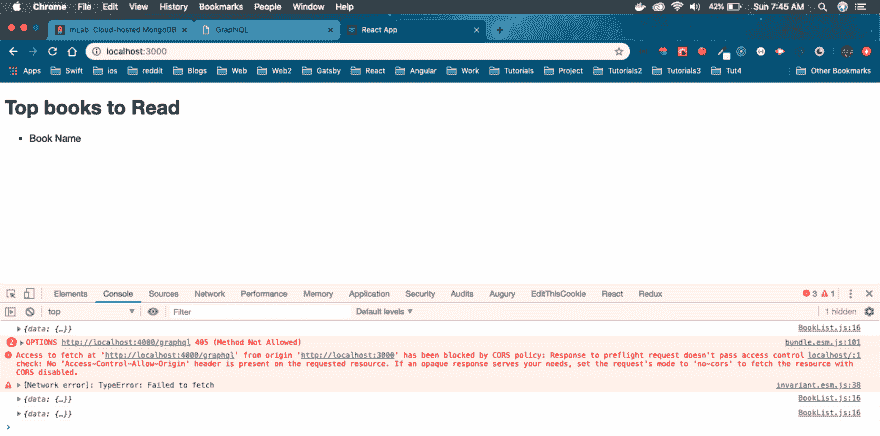 Chrome File Edit View History Bookmarks People Window Help 42% Sun 7:45 AM
mLab: Cloud-hosted MongoDB GraphiQL React App
localhost:3000
Apps Swift ios reddit Blogs Web Web2 Gatsby React Angular Work Tutorials Project Tutorials2 Tutorials3 Tut4 Other Bookmarks
Top books to Read
Book Name
Elements Console Sources Network Performance Memory Application Security Audits Augury EditThisCookie React Redux 3 1
top Filter Default levels 1 hidden
{data: {…}} BookList.js:16
2 OPTIONS http://localhost:4000/graphql 405 (Method Not Allowed) bundle.esm.js:101
Access to fetch at 'http://localhost:4000/graphql' from origin 'http://localhost:3000' has been blocked by CORS policy: Response to preflight request doesn't pass access control localhost/:1
check: No 'Access-Control-Allow-Origin' header is present on the requested resource. If an opaque response serves your needs, set the request's mode to 'no-cors' to fetch the resource with
CORS disabled.
[Network error]: TypeError: Failed to fetch invariant.esm.js:38
{data: {…}} BookList.js:16
{data: {…}} BookList.js:16